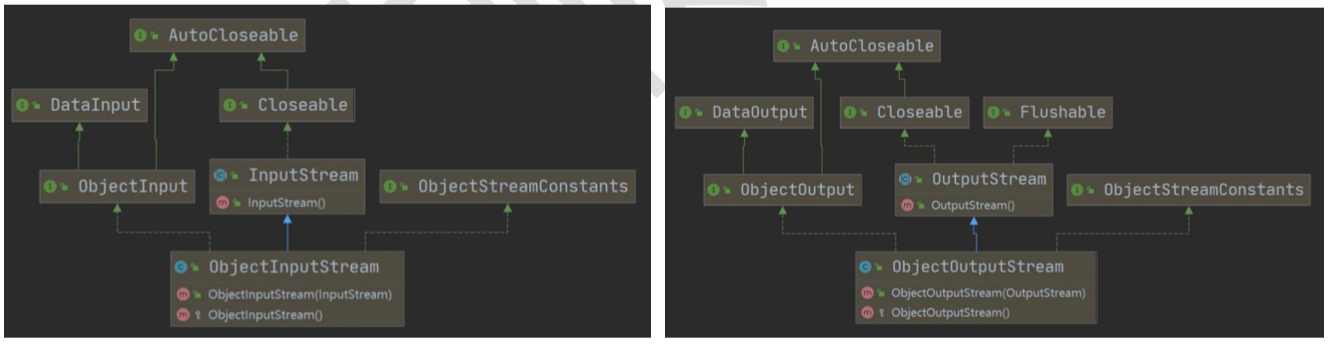 AutoCloseable
DataInput
Closeable
ObjectInput
InputStream
InputStream()
ObjectStreamConstants
ObjectInputStream
ObjectInputStream(InputStream)
ObjectInputStream()
AutoCloseable
DataOutput
Closeable
Flushable
ObjectOutput
OutputStream
OutputStream()
ObjectStreamConstants
ObjectOutputStream
ObjectOutputStream(OutputStream)
ObjectOutputStream()